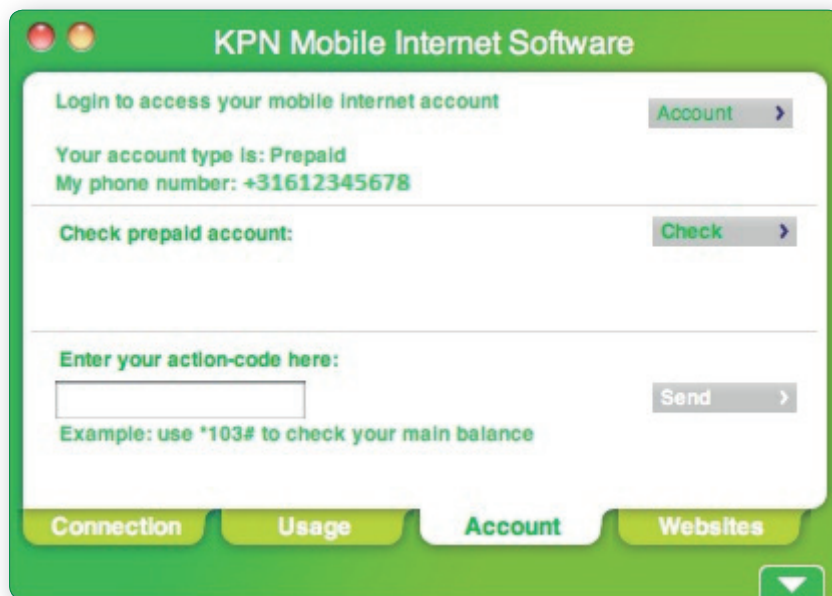 KPN Mobile Internet Software
Login to access your mobile internet account
Account
Your account type is: Prepaid
My phone number: +31612345678
Check prepaid account:
Check
Enter your action-code here:
Send
Example: use *103# to check your main balance
Connection
Usage
Account
Websites